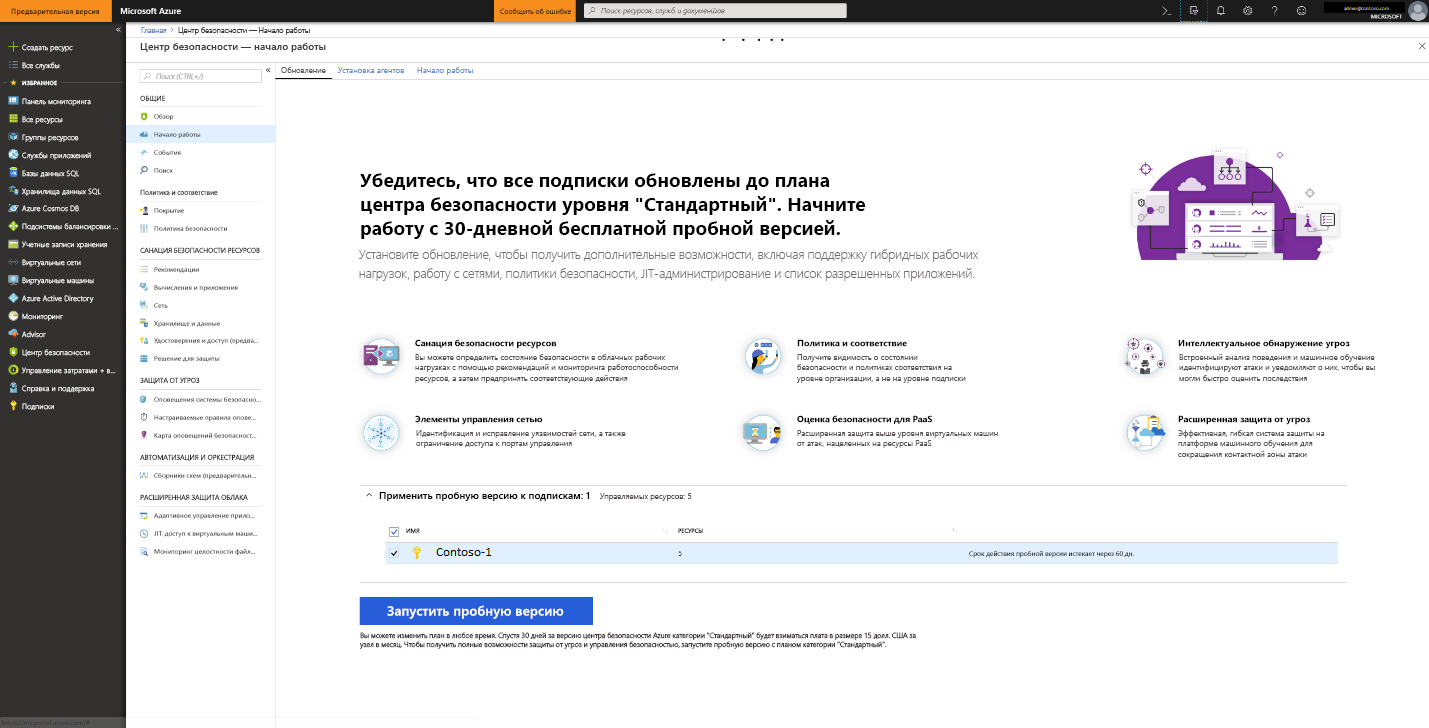 Предварительная версия
Microsoft Azure
Сообщить об ошибке
Поиск ресурсов, служб и документов
admin@contoso.com
MICROSOFT
Создать ресурс
Все службы
ИЗБРАННОЕ
Панель мониторинга
Все ресурсы
Группы ресурсов
Службы приложений
Базы данных SQL
Хранилища данных SQL
Azure Cosmos DB
Подсистемы балансировки ...
Учетные записи хранения
Виртуальные сети
Виртуальные машины
Azure Active Directory
Мониторинг
Advisor
Центр безопасности
Управление затратами + в...
Справка и поддержка
Подписки
Главная > Центр безопасности — Начало работы
Центр безопасности — начало работы
Поиск (CTRL+/)
ОБЩИЕ
Обзор
Начало работы
События
Поиск
Политика и соответствие
Покрытие
Политика безопасности
САНАЦИЯ БЕЗОПАСНОСТИ РЕСУРСОВ
Рекомендации
Вычисления и приложения
Сеть
Хранилище и данные
Удостоверения и доступ (предва...
Решение для защиты
ЗАЩИТА ОТ УГРОЗ
Оповещения системы безопасно...
Настраиваемые правила опове...
Карта оповещений безопасност...
АВТОМАТИЗАЦИЯ И ОРКЕСТРАЦИЯ
Сборники схем (предварительн...
РАСШИРЕННАЯ ЗАЩИТА ОБЛАКА
Адаптивное управление прило...
JIT-доступ к виртуальным маши...
Мониторинг целостности файл...
Обновление Установка агентов Начало работы
Убедитесь, что все подписки обновлены до плана
центра безопасности уровня "Стандартный". Начните
работу с 30-дневной бесплатной пробной версией.
Установите обновление, чтобы получить дополнительные возможности, включая поддержку гибридных рабочих
нагрузок, работу с сетями, политики безопасности, JIT-администрирование и список разрешенных приложений.
Санация безопасности ресурсов
Вы можете определить состояние безопасности в облачных рабочих
нагрузках с помощью рекомендаций и мониторинга работоспособности
ресурсов, а затем предпринять соответствующие действия
Политика и соответствие
Получите видимость о состоянии
безопасности и политиках соответствия на
уровне организации, а не на уровне подписки
Интеллектуальное обнаружение угроз
Встроенный анализ поведения и машинное обучение
идентифицируют атаки и уведомляют о них, чтобы вы
могли быстро оценить последствия
Элементы управления сетью
Идентификация и исправление уязвимостей сети, а также
ограничение доступа к портам управления
Оценка безопасности для PaaS
Расширенная защита выше уровня виртуальных машин
от атак, нацеленных на ресурсы PaaS
Расширенная защита от угроз
Эффективная, гибкая система защиты на
платформе машинного обучения для
сокращения контактной зоны атаки
Применить пробную версию к подпискам: 1 Управляемых ресурсов: 5
ИМЯ РЕСУРСЫ
Contoso-1 5 Срок действия пробной версии истекает через 60 дн.
Запустить пробную версию
Вы можете изменить план в любое время. Спустя 30 дней за версию центра безопасности Azure категории "Стандартный" будет взиматься плата в размере 15 долл. США за
узел в месяц. Чтобы получить полные возможности защиты от угроз и управления безопасностью, запустите пробную версию с планом категории "Стандартный".